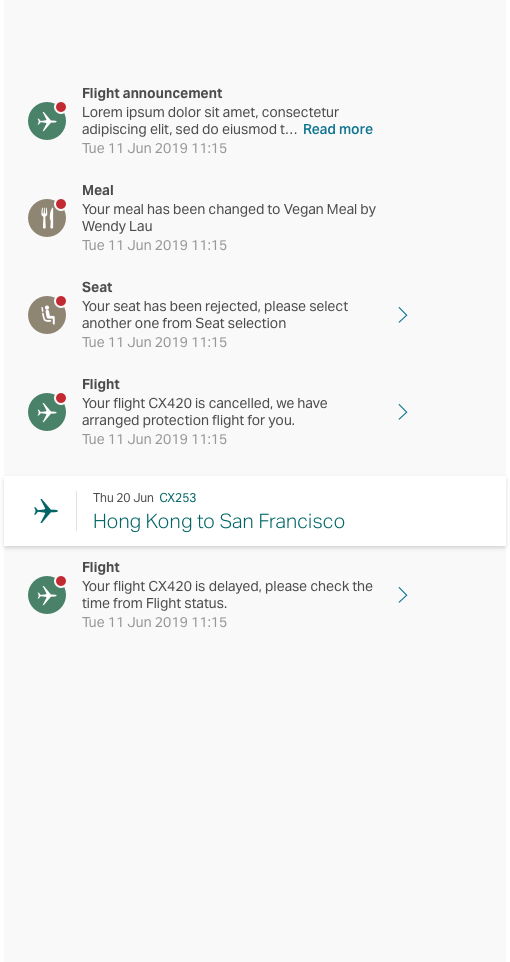 Flight announcement
Lorem ipsum dolor sit amet, consectetur
adipiscing elit, sed do eiusmod t... Read more
Tue 11 Jun 2019 11:15
Meal
Your meal has been changed to Vegan Meal by
Wendy Lau
Tue 11 Jun 2019 11:15
Seat
Your seat has been rejected, please select
another one from Seat selection
Tue 11 Jun 2019 11:15
Flight
Your flight CX420 is cancelled, we have
arranged protection flight for you.
Tue 11 Jun 2019 11:15
Thu 20 Jun CX253
Hong Kong to San Francisco
Flight
Your flight CX420 is delayed, please check the
time from Flight status.
Tue 11 Jun 2019 11:15